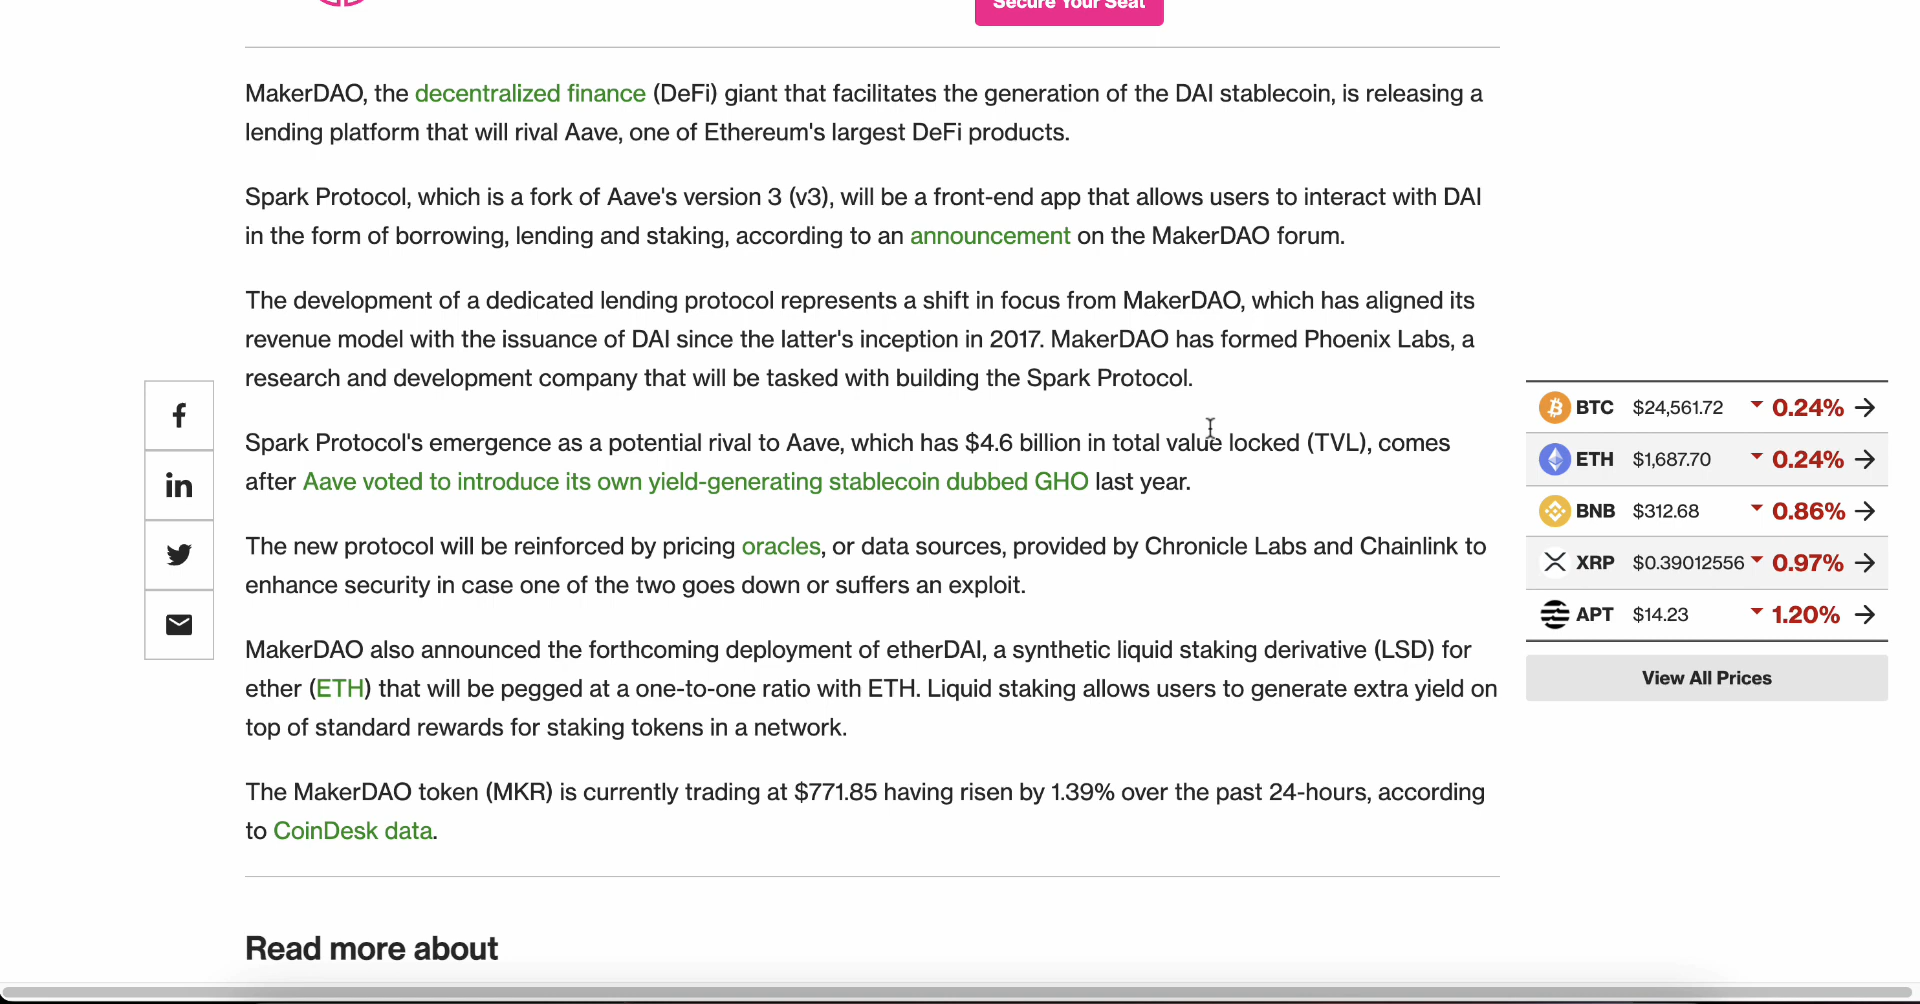 Secure Your Seat
MakerDAO, the decentralized finance (DeFi) giant that facilitates the generation of the DAI stablecoin, is releasing a
lending platform that will rival Aave, one of Ethereum's largest DeFi products.
Spark Protocol, which is a fork of Aave's version 3 (v3), will be a front-end app that allows users to interact with DAI
in the form of borrowing, lending and staking, according to an announcement on the MakerDAO forum.
The development of a dedicated lending protocol represents a shift in focus from MakerDAO, which has aligned its
revenue model with the issuance of DAI since the latter's inception in 2017. MakerDAO has formed Phoenix Labs, a
research and development company that will be tasked with building the Spark Protocol.
Spark Protocol's emergence as a potential rival to Aave, which has $4.6 billion in total value locked (TVL), comes
after Aave voted to introduce its own yield-generating stablecoin dubbed GHO last year.
The new protocol will be reinforced by pricing oracles, or data sources, provided by Chronicle Labs and Chainlink to
enhance security in case one of the two goes down or suffers an exploit.
MakerDAO also announced the forthcoming deployment of etherDAI, a synthetic liquid staking derivative (LSD) for
ether (ETH) that will be pegged at a one-to-one ratio with ETH. Liquid staking allows users to generate extra yield on
top of standard rewards for staking tokens in a network.
The MakerDAO token (MKR) is currently trading at $771.85 having risen by 1.39% over the past 24-hours, according
to CoinDesk data.
Read more about
BTC $24,561.72 0.24%
ETH $1,687.70 0.24%
BNB $312.68 0.86%
XRP $0.39012556 0.97%
APT $14.23 1.20%
View All Prices